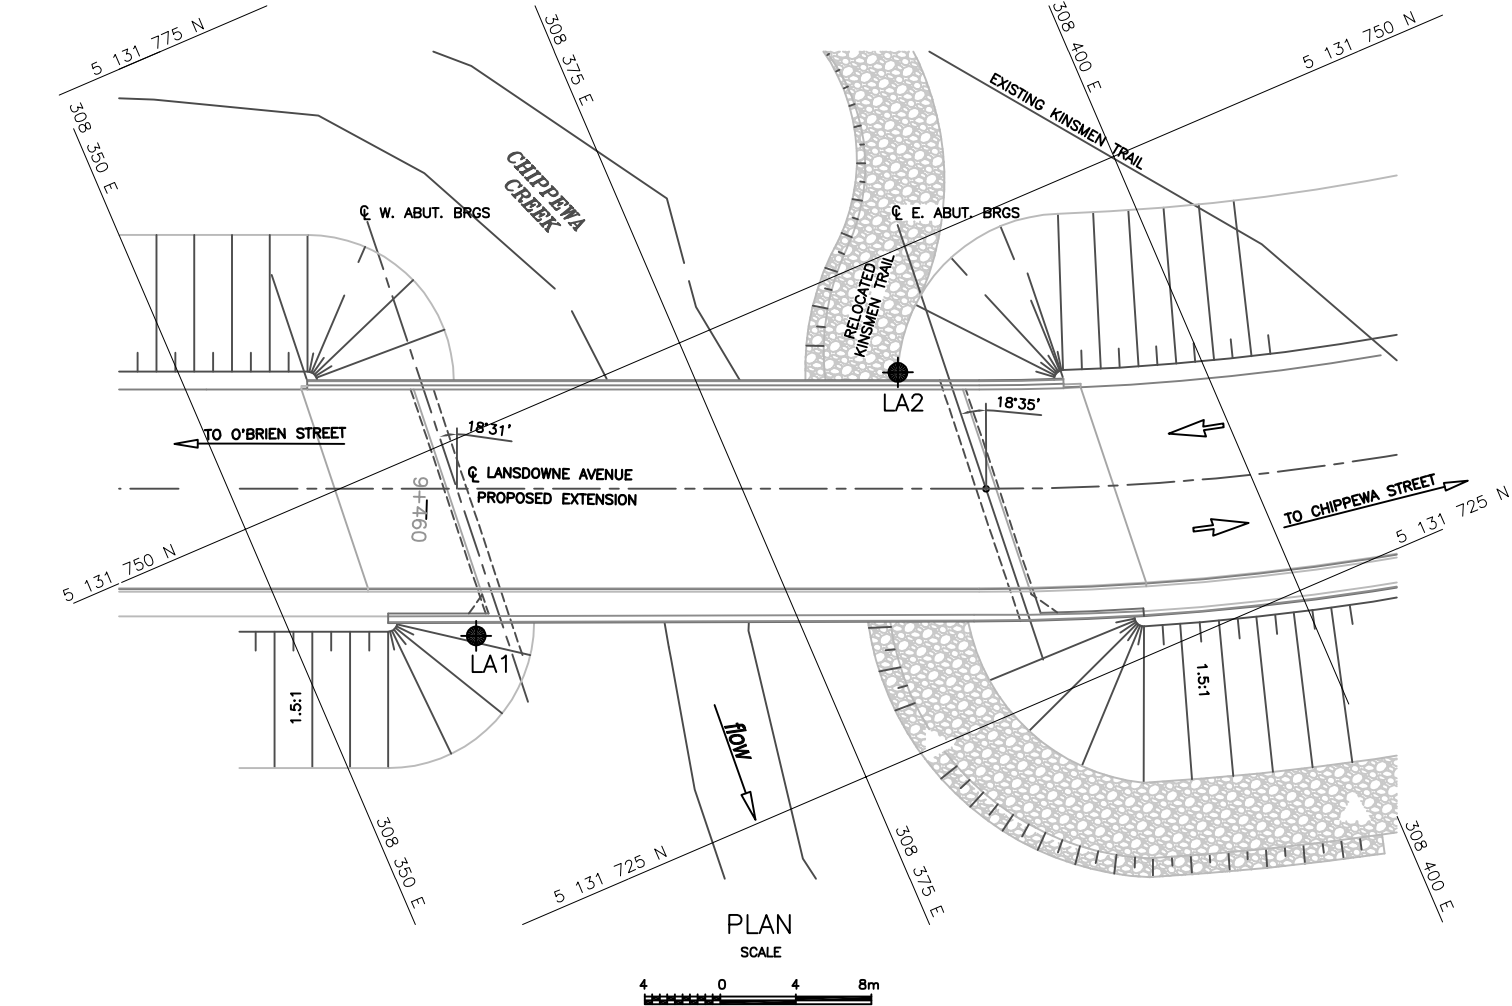 5 131 775 N
308 350 E
308 375 E
308 400 E
5 131 750 N
EXISTING KINSMEN TRAIL
CHIPPEWA
CREEK
℄ W. ABUT. BRGS
℄ E. ABUT. BRGS
RELOCATED
KINSMEN TRAIL
LA2
18°31'
18°35'
TO O'BRIEN STREET
℄ LANSDOWNE AVENUE
PROPOSED EXTENSION
9+460
TO CHIPPEWA STREET
5 131 725 N
5 131 750 N
LA1
1.5:1
1.5:1
flow
308 350 E
308 375 E
308 400 E
5 131 725 N
PLAN
SCALE
4 0 4 8m